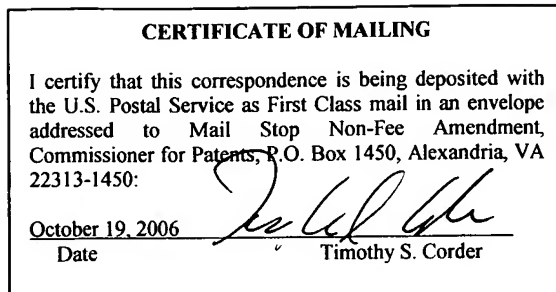 CERTIFICATE OF MAILING
I certify that this correspondence is being deposited with
the U.S. Postal Service as First Class mail in an envelope
addressed to Mail Stop Non-Fee Amendment,
Commissioner for Patents, P.O. Box 1450, Alexandria, VA
22313-1450:
October 19, 2006
Date Timothy S. Corder